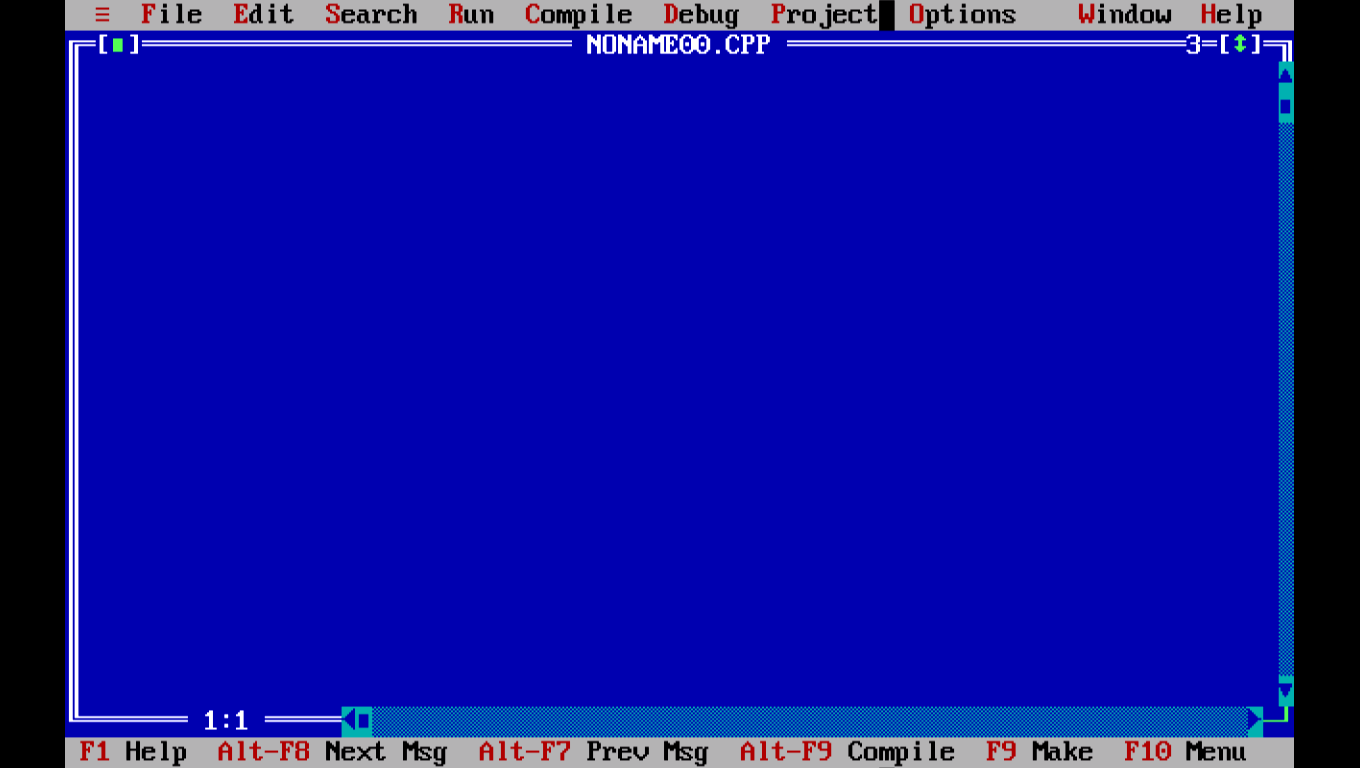 ≡ File Edit Search Run Compile Debug Project Options Window Help
[■] NONAME00.CPP 3=[↕]
1:1
F1 Help Alt-F8 Next Msg Alt-F7 Prev Msg Alt-F9 Compile F9 Make F10 Menu